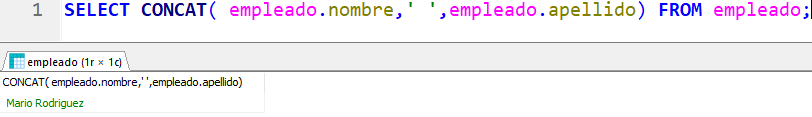 1 SELECT CONCAT( empleado.nombre,' ',empleado.apellido) FROM empleado;
empleado (1r × 1c)
CONCAT( empleado.nombre,' ',empleado.apellido)
Mario Rodriguez